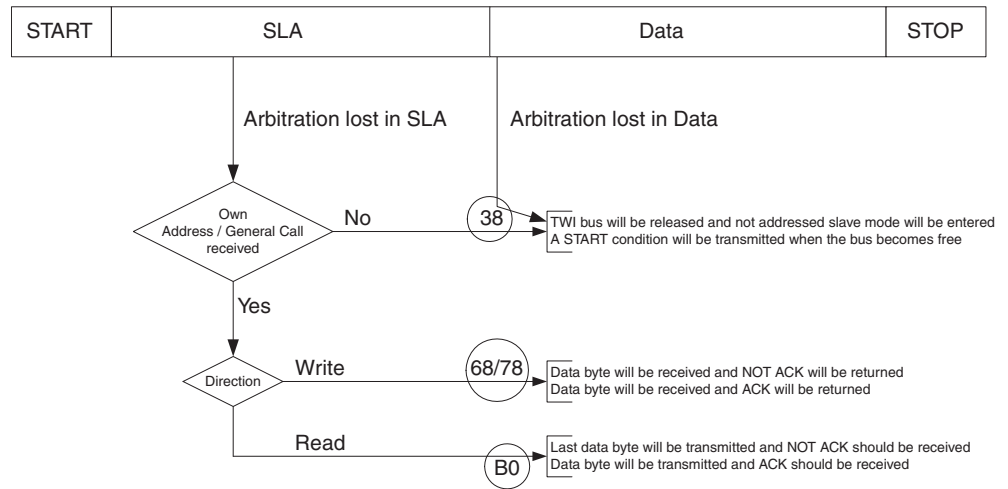 START SLA Data STOP
Arbitration lost in SLA Arbitration lost in Data
Own
Address / General Call
received
No
38
TWI bus will be released and not addressed slave mode will be entered
A START condition will be transmitted when the bus becomes free
Yes
Direction
Write
68/78
Data byte will be received and NOT ACK will be returned
Data byte will be received and ACK will be returned
Read
B0
Last data byte will be transmitted and NOT ACK should be received
Data byte will be transmitted and ACK should be received